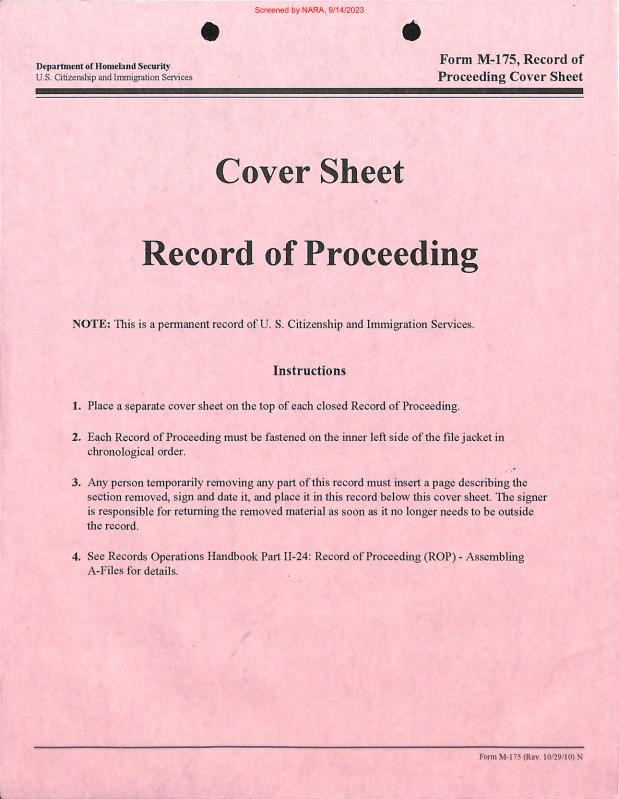 Screened by NARA, 9/14/2023
Department of Homeland Security
U.S. Citizenship and Immigration Services
Form M-175, Record of
Proceeding Cover Sheet
Cover Sheet
Record of Proceeding
NOTE: This is a permanent record of U. S. Citizenship and Immigration Services.
Instructions
1. Place a separate cover sheet on the top of each closed Record of Proceeding.
2. Each Record of Proceeding must be fastened on the inner left side of the file jacket in
chronological order.
3. Any person temporarily removing any part of this record must insert a page describing the
section removed, sign and date it, and place it in this record below this cover sheet. The signer
is responsible for returning the removed material as soon as it no longer needs to be outside
the record.
4. See Records Operations Handbook Part II-24: Record of Proceeding (ROP) - Assembling
A-Files for details.
Form M-175 (Rev. 10/29/10) N